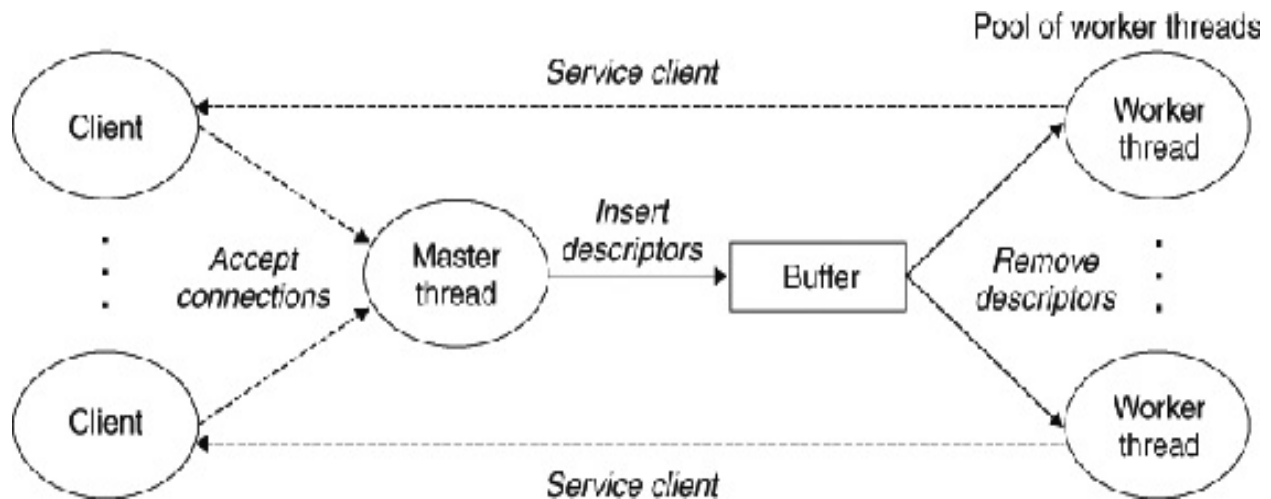 Pool of worker threads
Service client
Client
Worker
thread
Insert
descriptors
Accept
connections
Master
thread
Buffer
Remove
descriptors
Client
Worker
thread
Service client